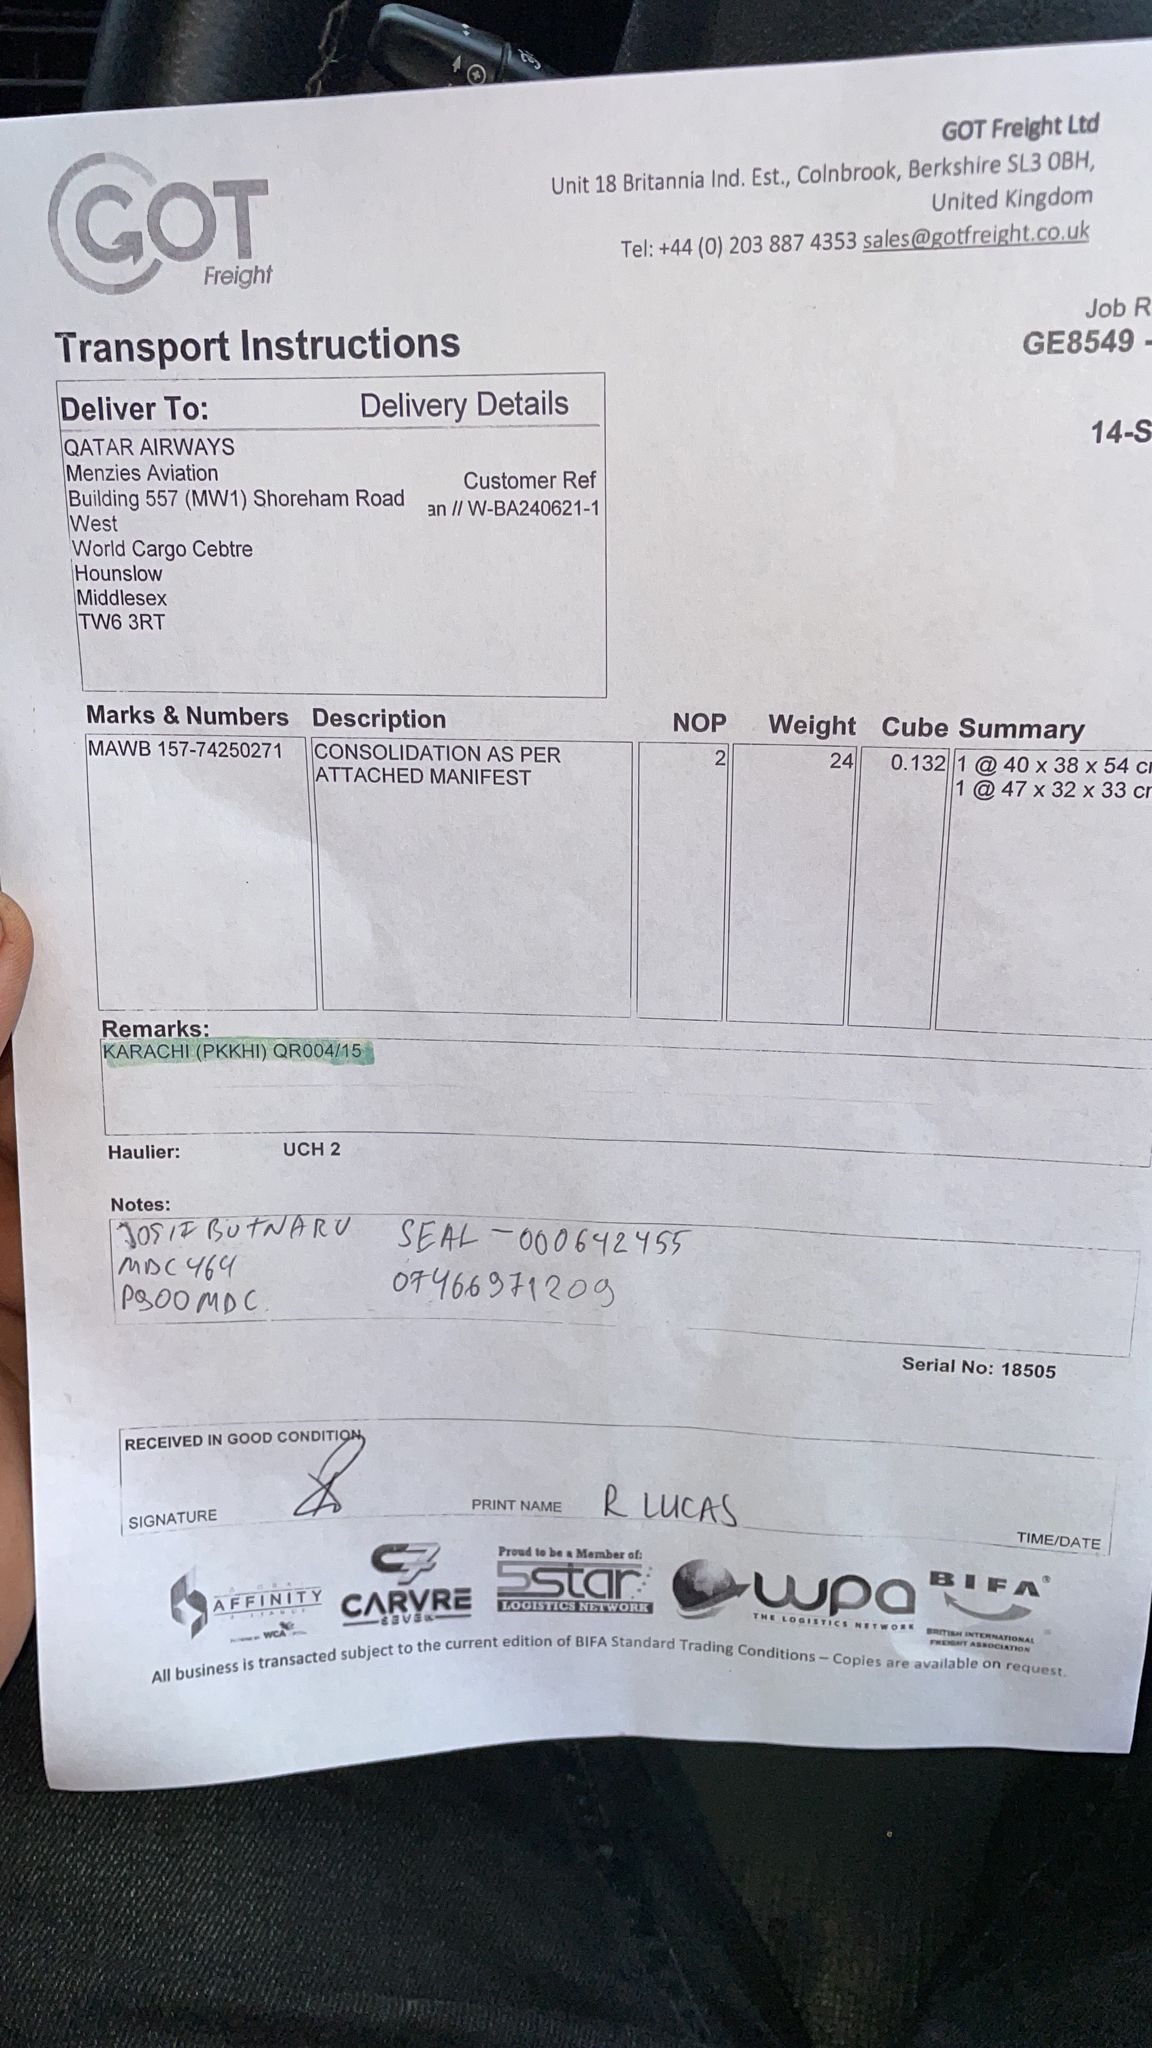 GOT
Freight
GOT Freight Ltd
Unit 18 Britannia Ind. Est., Colnbrook, Berkshire SL3 0BH,
United Kingdom
Tel: +44 (0) 203 887 4353 sales@gotfreight.co.uk
Job R
GE8549 -
14-S
Transport Instructions
Deliver To: Delivery Details
QATAR AIRWAYS
Menzies Aviation
Building 557 (MW1) Shoreham Road
West
World Cargo Cebtre
Hounslow
Middlesex
TW6 3RT
Customer Ref
an // W-BA240621-1
Marks & Numbers Description NOP Weight Cube Summary
MAWB 157-74250271 CONSOLIDATION AS PER ATTACHED MANIFEST 2 24 0.132 1 @ 40 x 38 x 54 cm
1 @ 47 x 32 x 33 cm
Remarks:
KARACHI (PKKHI) QR004/15
Haulier: UCH 2
Notes:
JOSIF BUTNARU SEAL - 000642455
MDC 464 07466971209
P900MDC.
Serial No: 18505
RECEIVED IN GOOD CONDITION
SIGNATURE PRINT NAME R LUCAS
TIME/DATE
AFFINITY
WCA
CARVRE
SEVEN
Proud to be a Member of:
5star
LOGISTICS NETWORK
wpa
THE LOGISTICS NETWORK
BIFA®
BRITISH INTERNATIONAL
FREIGHT ASSOCIATION
All business is transacted subject to the current edition of BIFA Standard Trading Conditions – Copies are available on request.